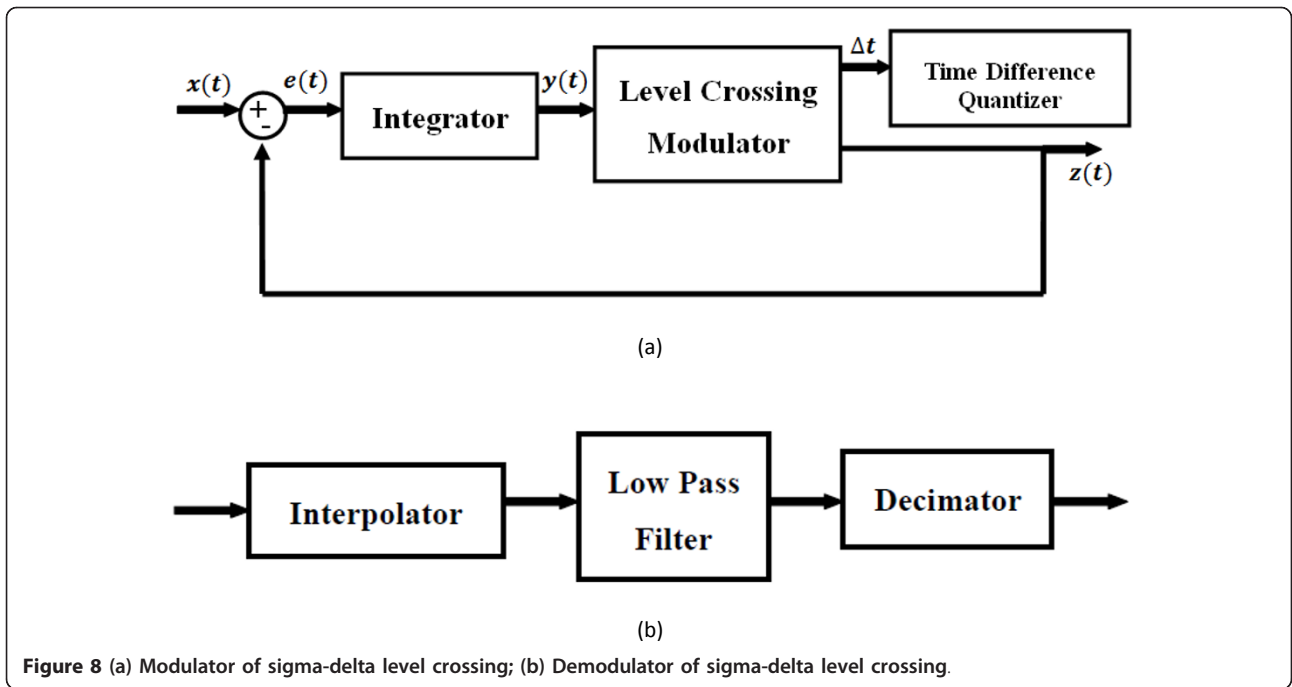 x(t)
+
-
e(t)
Integrator
y(t)
Level Crossing
Modulator
Δt
Time Difference
Quantizer
z(t)
(a)
Interpolator
Low Pass
Filter
Decimator
(b)
Figure 8 (a) Modulator of sigma-delta level crossing; (b) Demodulator of sigma-delta level crossing.